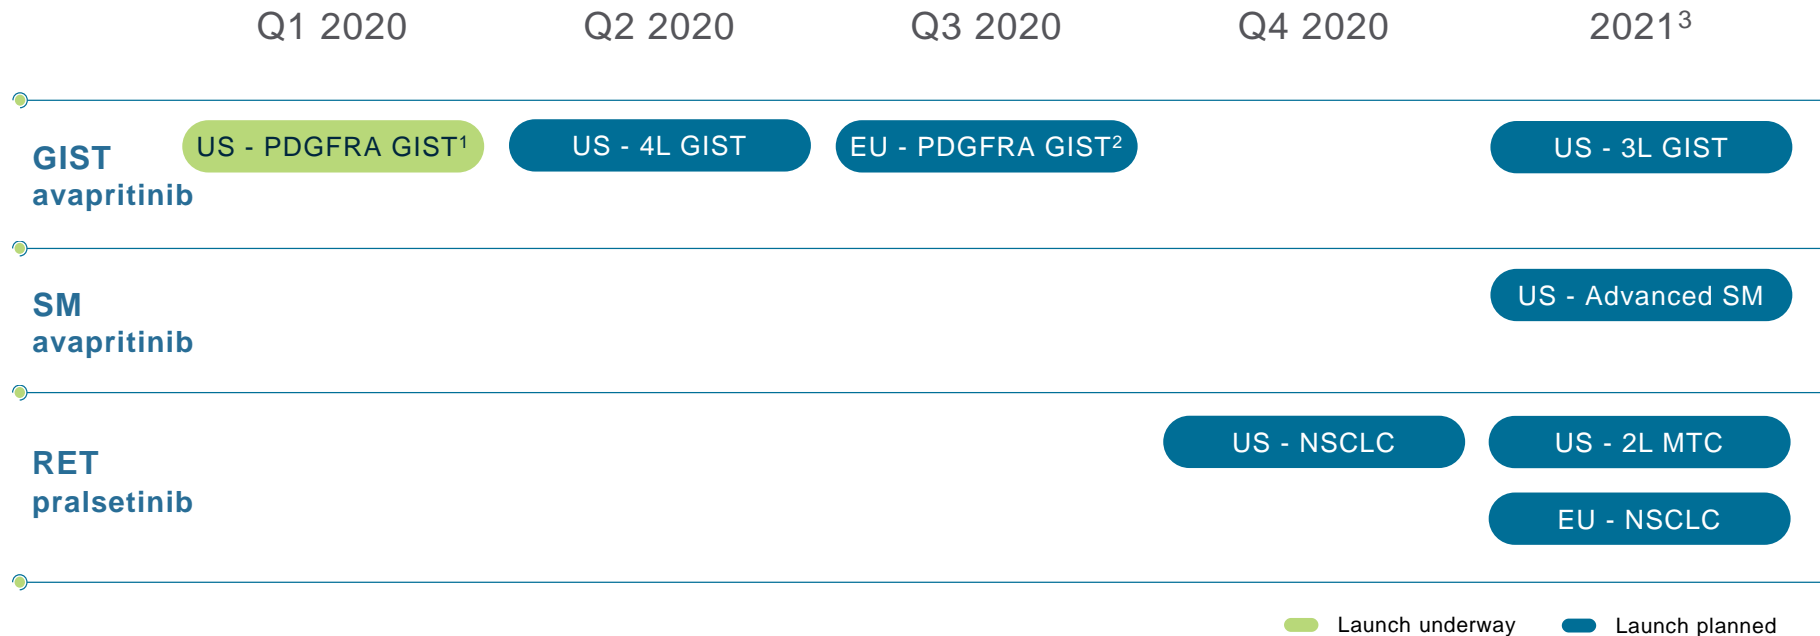 Q1 2020 Q2 2020 Q3 2020 Q4 2020 2021³
GIST
avapritinib
US - PDGFRA GIST¹ US - 4L GIST EU - PDGFRA GIST² US - 3L GIST
SM
avapritinib
US - Advanced SM
RET
pralsetinib
US - NSCLC US - 2L MTC
EU - NSCLC
Launch underway Launch planned